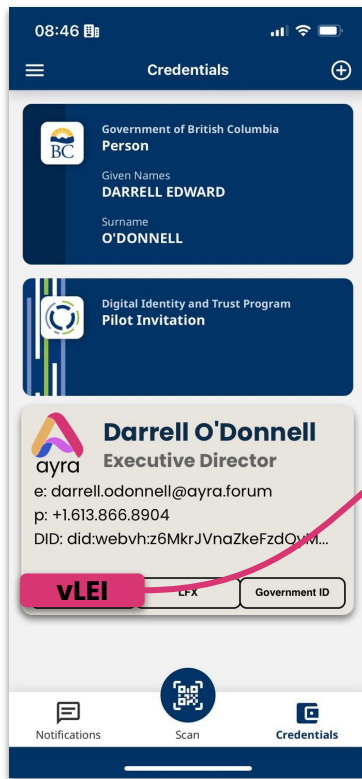 08:46
Credentials
BC
Government of British Columbia
Person
Given Names
DARRELL EDWARD
Surname
O'DONNELL
Digital Identity and Trust Program
Pilot Invitation
ayra
Darrell O'Donnell
Executive Director
e: darrell.odonnell@ayra.forum
p: +1.613.866.8904
DID: did:webvh:z6MkrJVnaZkeFzdQyM...
vLEI
LFX
Government ID
Notifications
Scan
Credentials